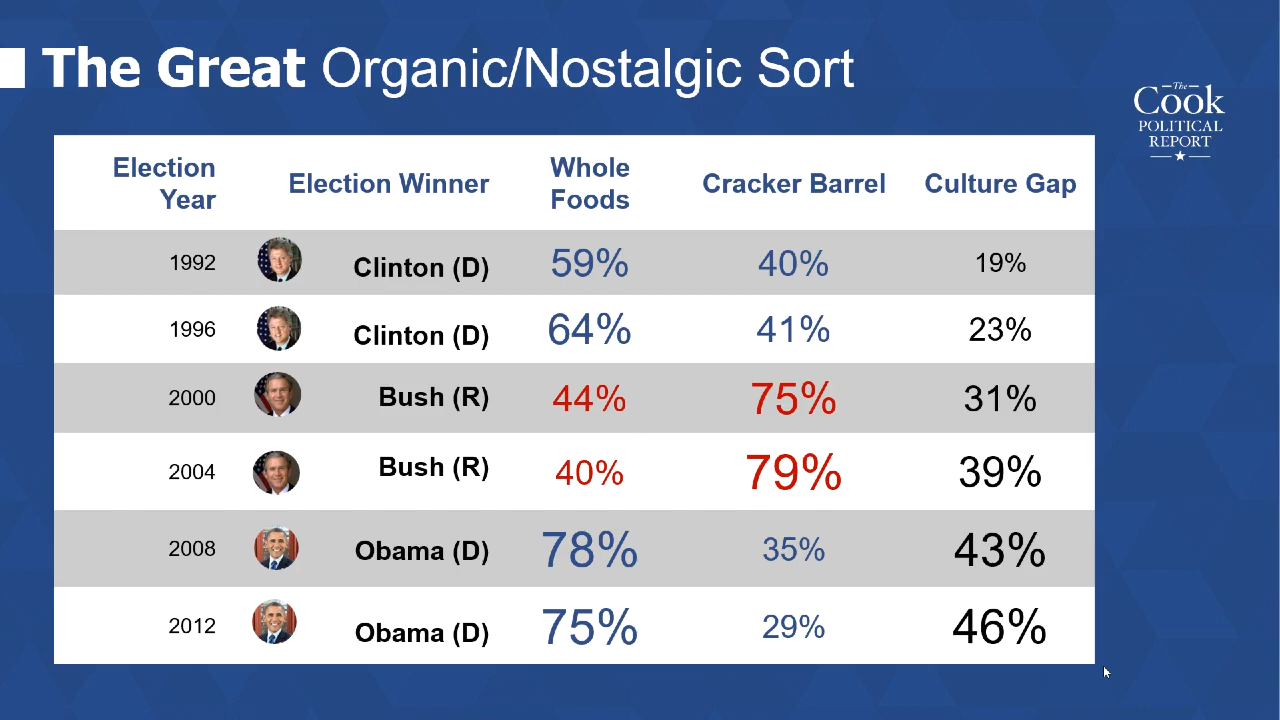 The Great Organic/Nostalgic Sort
The
Cook
POLITICAL
REPORT
Election Year Election Winner Whole Foods Cracker Barrel Culture Gap
1992 Clinton (D) 59% 40% 19%
1996 Clinton (D) 64% 41% 23%
2000 Bush (R) 44% 75% 31%
2004 Bush (R) 40% 79% 39%
2008 Obama (D) 78% 35% 43%
2012 Obama (D) 75% 29% 46%